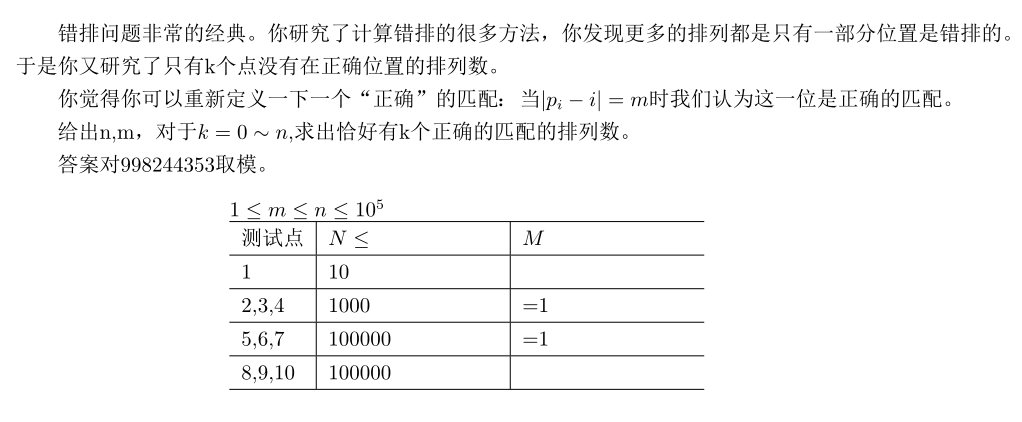 错排问题非常的经典。你研究了计算错排的很多方法，你发现更多的排列都是只有一部分位置是错排的。
于是你又研究了只有k个点没有在正确位置的排列数。
你觉得你可以重新定义一下一个“正确”的匹配：当|p_i − i| = m时我们认为这一位是正确的匹配。
给出n,m，对于k = 0 ∼ n,求出恰好有k个正确的匹配的排列数。
答案对998244353取模。
1 ≤ m ≤ n ≤ 10^5
测试点 N ≤ M
1 10
2,3,4 1000 =1
5,6,7 100000 =1
8,9,10 100000